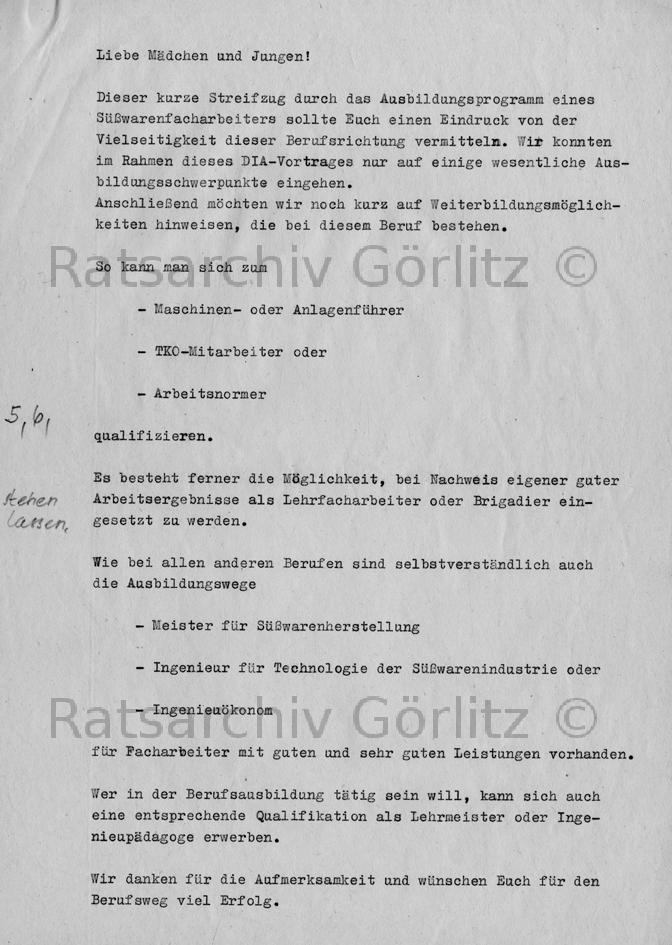 Liebe Mädchen und Jungen!
Dieser kurze Streifzug durch das Ausbildungsprogramm eines
Süßwarenfacharbeiters sollte Euch einen Eindruck von der
Vielseitigkeit dieser Berufsrichtung vermitteln. Wir konnten
im Rahmen dieses DIA-Vortrages nur auf einige wesentliche Aus-
bildungsschwerpunkte eingehen.
Anschließend möchten wir noch kurz auf Weiterbildungsmöglich-
keiten hinweisen, die bei diesem Beruf bestehen.
Ratsarchiv Görlitz ©
So kann man sich zum
- Maschinen- oder Anlagenführer
- TKO-Mitarbeiter oder
- Arbeitsnormer
5,6,
qualifizieren.
Es besteht ferner die Möglichkeit, bei Nachweis eigener guter
stehen
Arbeitsergebnisse als Lehrfacharbeiter oder Brigadier ein-
lassen,
gesetzt zu werden.
Wie bei allen anderen Berufen sind selbstverständlich auch
die Ausbildungswege
- Meister für Süßwarenherstellung
- Ingenieur für Technologie der Süßwarenindustrie oder
- Ingenieuökonom
Ratsarchiv Görlitz ©
für Facharbeiter mit guten und sehr guten Leistungen vorhanden.
Wer in der Berufsausbildung tätig sein will, kann sich auch
eine entsprechende Qualifikation als Lehrmeister oder Inge-
nieupädagoge erwerben.
Wir danken für die Aufmerksamkeit und wünschen Euch für den
Berufsweg viel Erfolg.